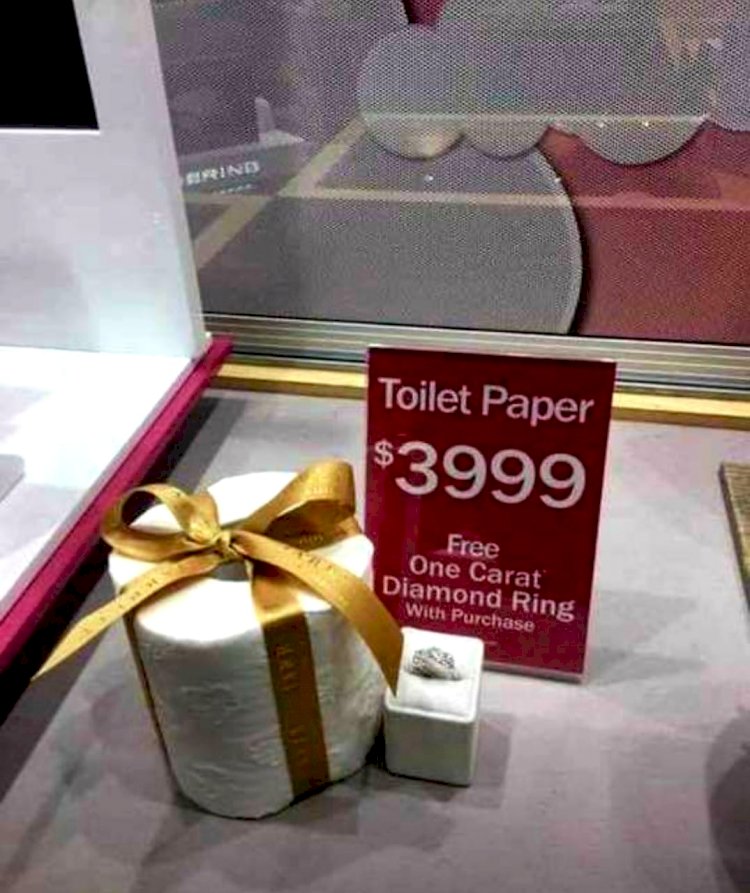 Toilet Paper
$3999
Free
One Carat
Diamond Ring
With Purchase